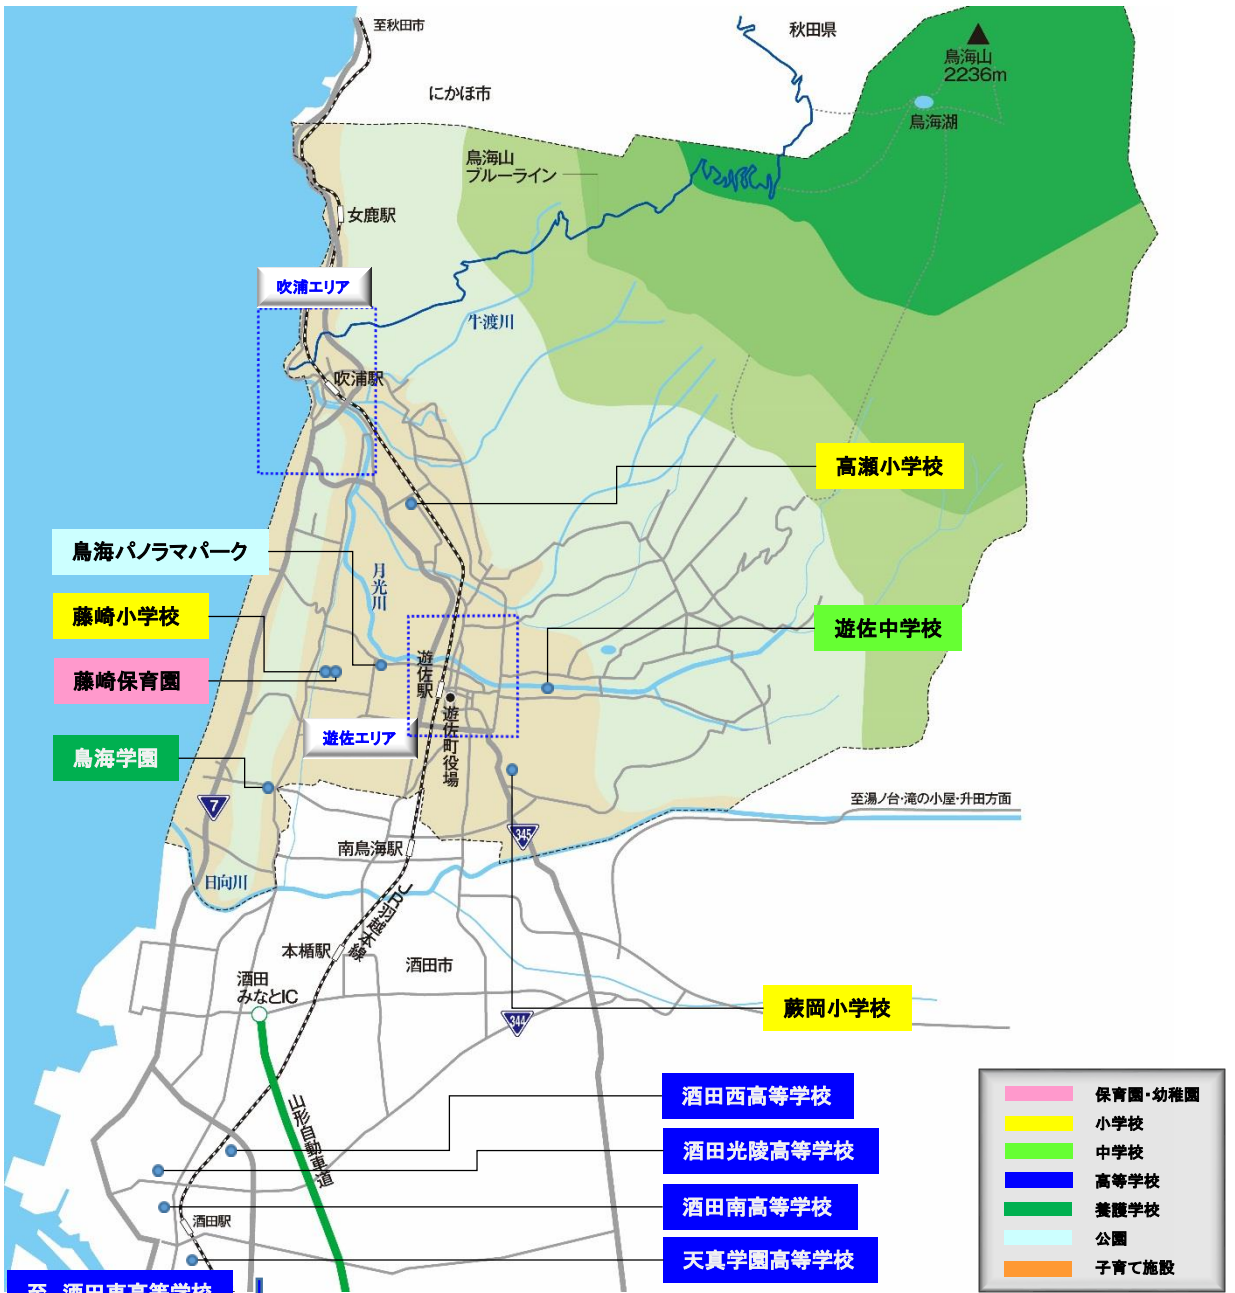 至秋田市
秋田県
鳥海山
2236m
にかほ市
鳥海湖
鳥海山
ブルーライン
女鹿駅
吹浦エリア
牛渡川
吹浦駅
高瀬小学校
鳥海パノラマパーク
月光川
藤崎小学校
遊佐中学校
藤崎保育園
遊佐駅
遊佐エリア
遊佐町役場
鳥海学園
7
至湯ノ台・滝の小屋・升田方面
345
南鳥海駅
日向川
JR羽越本線
本楯駅
酒田市
酒田
みなとIC
蕨岡小学校
344
酒田西高等学校
山形自動車道
酒田光陵高等学校
酒田南高等学校
酒田駅
天真学園高等学校
至 酒田東高等学校
保育園・幼稚園
小学校
中学校
高等学校
養護学校
公園
子育て施設